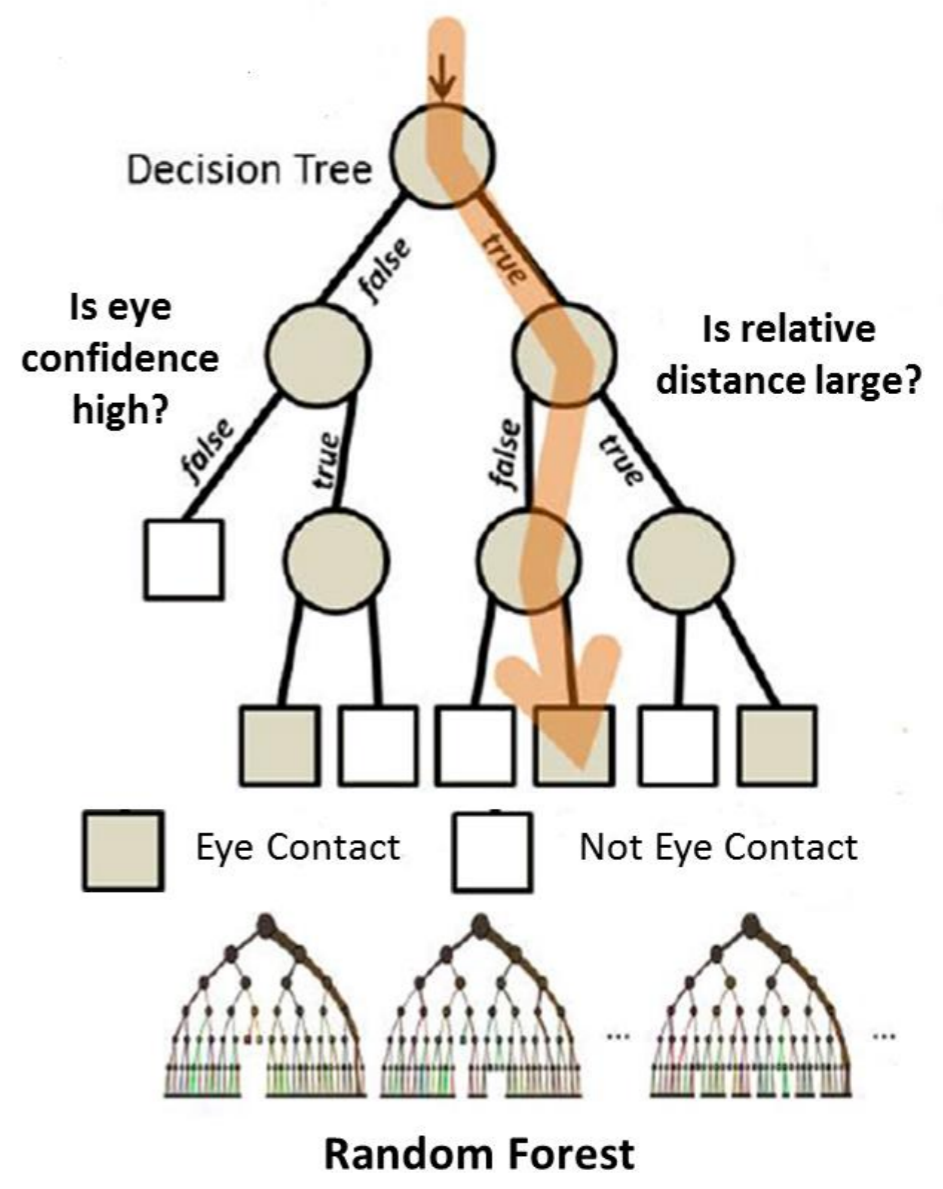 Decision Tree
false
true
Is eye
confidence
high?
Is relative
distance large?
false
true
false
true
Eye Contact
Not Eye Contact
...
...
Random Forest